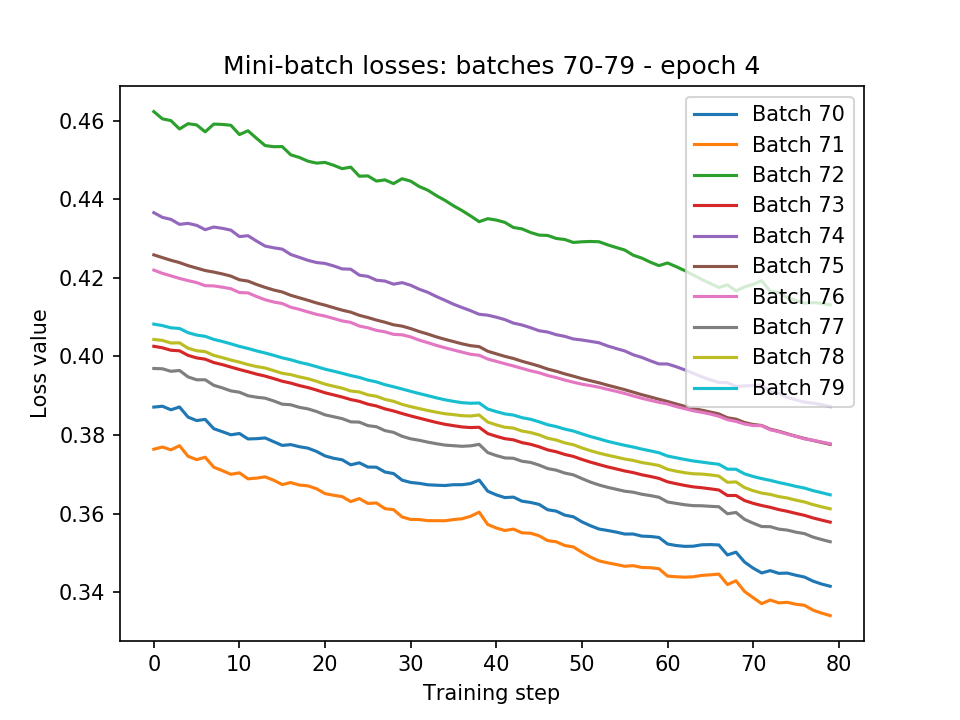 Mini-batch losses: batches 70-79 - epoch 4
Loss value
0.46
0.44
0.42
0.40
0.38
0.36
0.34
Batch 70
Batch 71
Batch 72
Batch 73
Batch 74
Batch 75
Batch 76
Batch 77
Batch 78
Batch 79
0 10 20 30 40 50 60 70 80
Training step